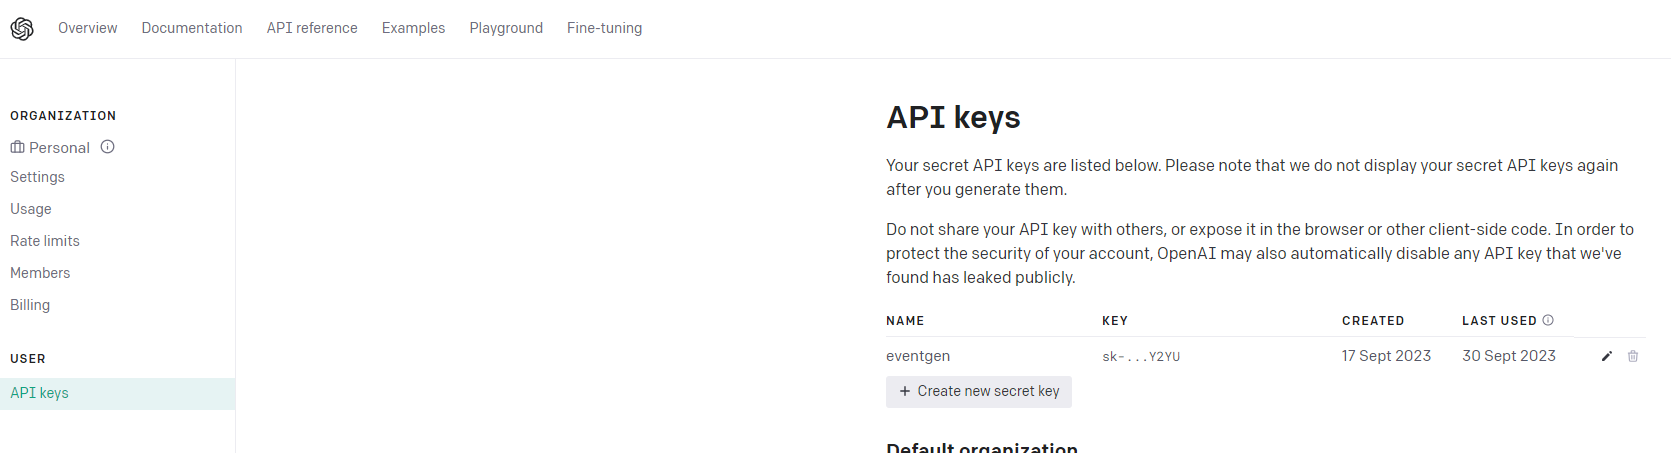 Overview Documentation API reference Examples Playground Fine-tuning
ORGANIZATION
Personal
Settings
Usage
Rate limits
Members
Billing
USER
API keys
API keys
Your secret API keys are listed below. Please note that we do not display your secret API keys again
after you generate them.
Do not share your API key with others, or expose it in the browser or other client-side code. In order to
protect the security of your account, OpenAI may also automatically disable any API key that we've
found has leaked publicly.
NAME KEY CREATED LAST USED
eventgen sk-...Y2YU 17 Sept 2023 30 Sept 2023
+ Create new secret key
Default organization